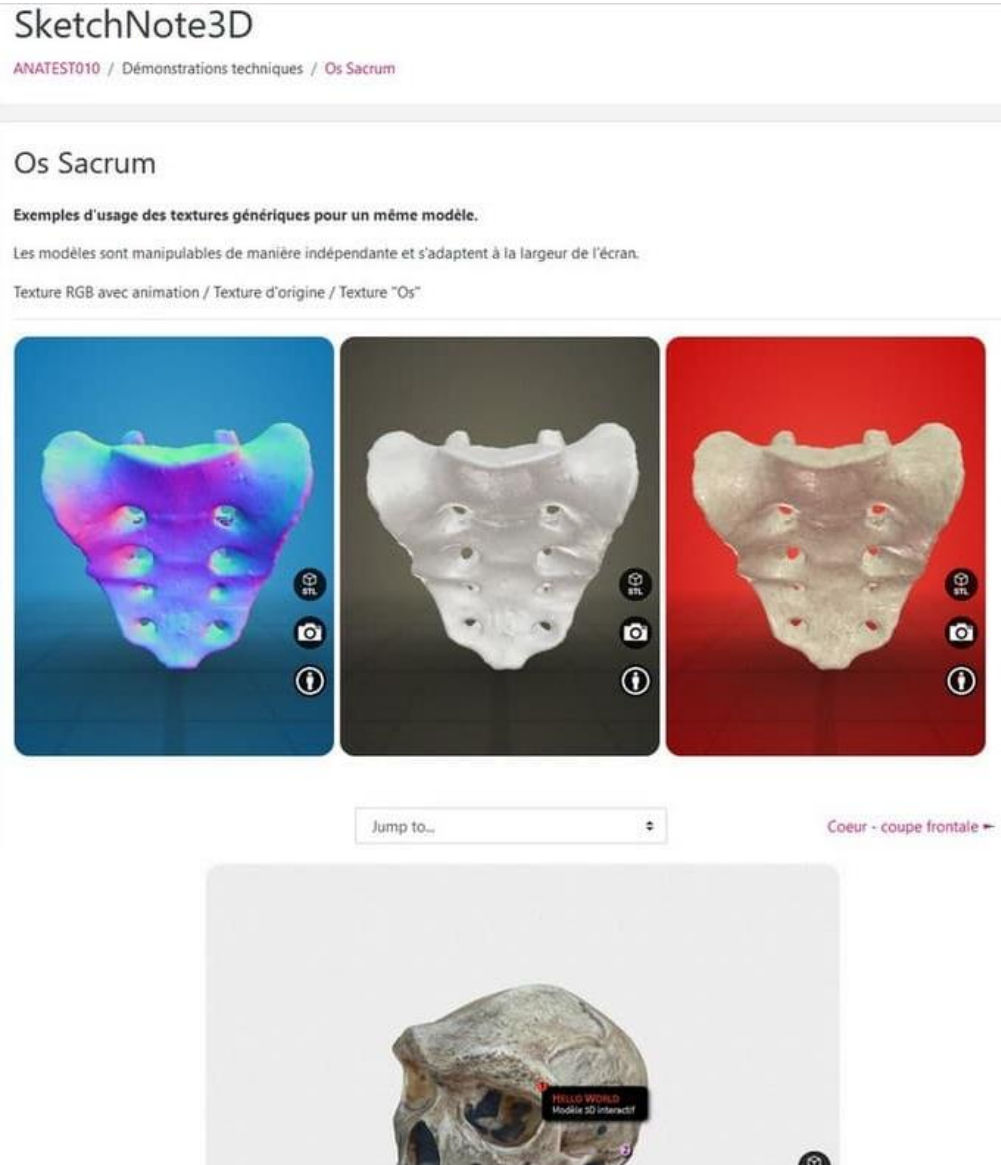 SketchNote3D
ANATEST010 / Démonstrations techniques / Os Sacrum
Os Sacrum
Exemples d'usage des textures génériques pour un même modèle.
Les modèles sont manipulables de manière indépendante et s'adaptent à la largeur de l'écran.
Texture RGB avec animation / Texture d'origine / Texture "Os"
STL
STL
STL
Jump to...
Coeur - coupe frontale
HELLO WORLD
Modèle 3D interactif
2